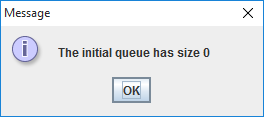 Message
The initial queue has size 0
OK